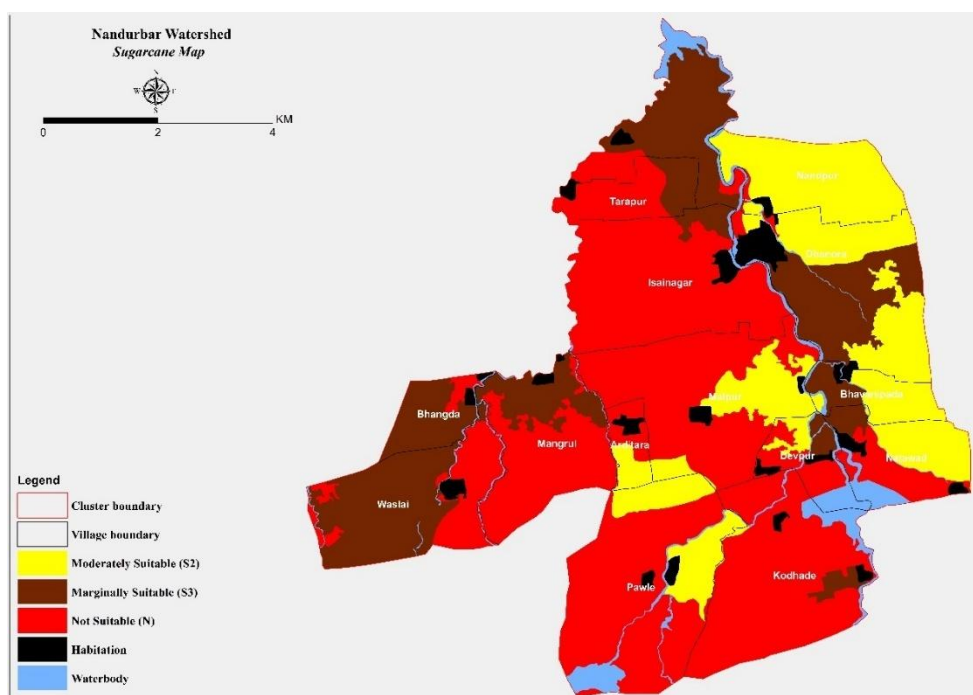 Nandurbar Watershed
Sugarcane Map
N
W
S
KM
0
2
4
Tarapur
Isainagar
Bhangda
Mangrul
Arditara
Waslai
Devpur
Pawle
Kodhade
Legend
Cluster boundary
Village boundary
Moderately Suitable (S2)
Marginally Suitable (S3)
Not Suitable (N)
Habitation
Waterbody